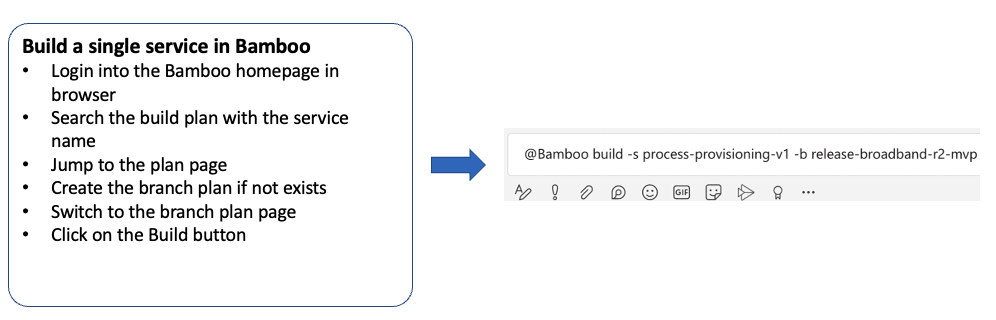 Build a single service in Bamboo
• Login into the Bamboo homepage in
browser
• Search the build plan with the service
name
• Jump to the plan page
• Create the branch plan if not exists
• Switch to the branch plan page
• Click on the Build button
@Bamboo build -s process-provisioning-v1 -b release-broadband-r2-mvp
GIF